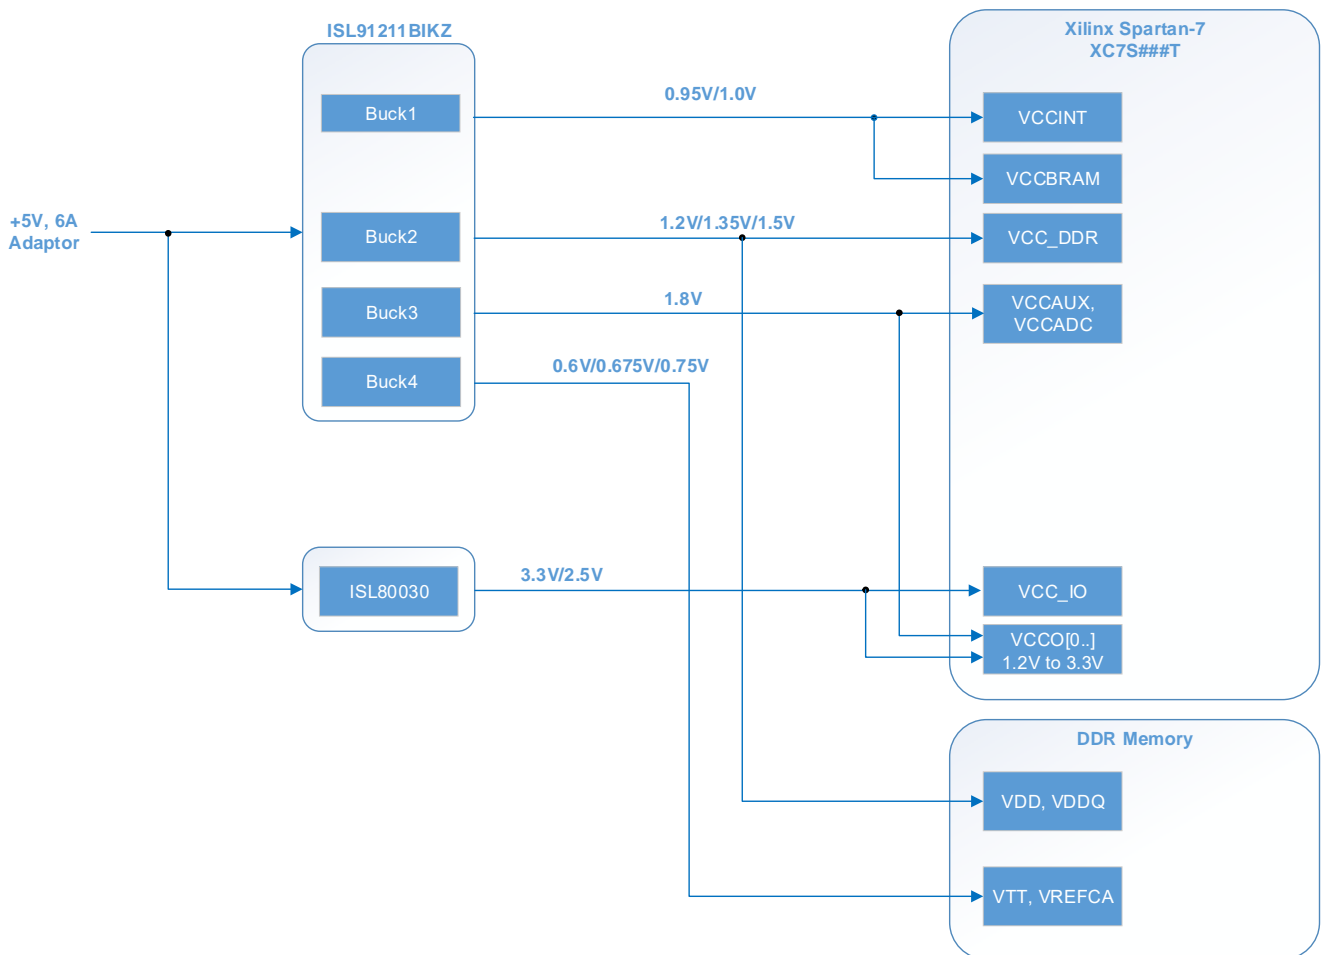 ISL91211BIKZ
Xilinx Spartan-7
XC7S###T
Buck1
0.95V/1.0V
VCCINT
VCCBRAM
+5V, 6A
Adaptor
Buck2
1.2V/1.35V/1.5V
VCC_DDR
Buck3
1.8V
VCCAUX,
VCCADC
Buck4
0.6V/0.675V/0.75V
ISL80030
3.3V/2.5V
VCC_IO
VCCO[0..]
1.2V to 3.3V
DDR Memory
VDD, VDDQ
VTT, VREFCA